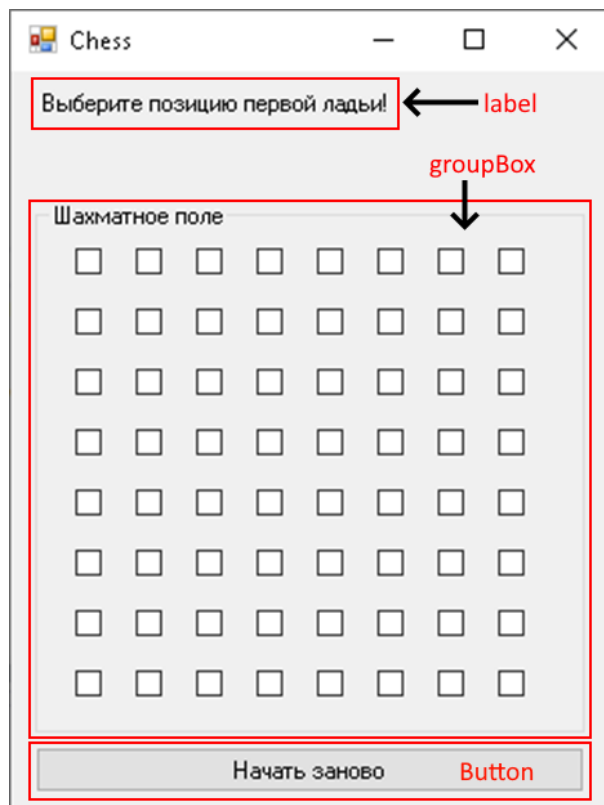 Chess
Выберите позицию первой ладьи!
label
groupBox
Шахматное поле
Начать заново
Button